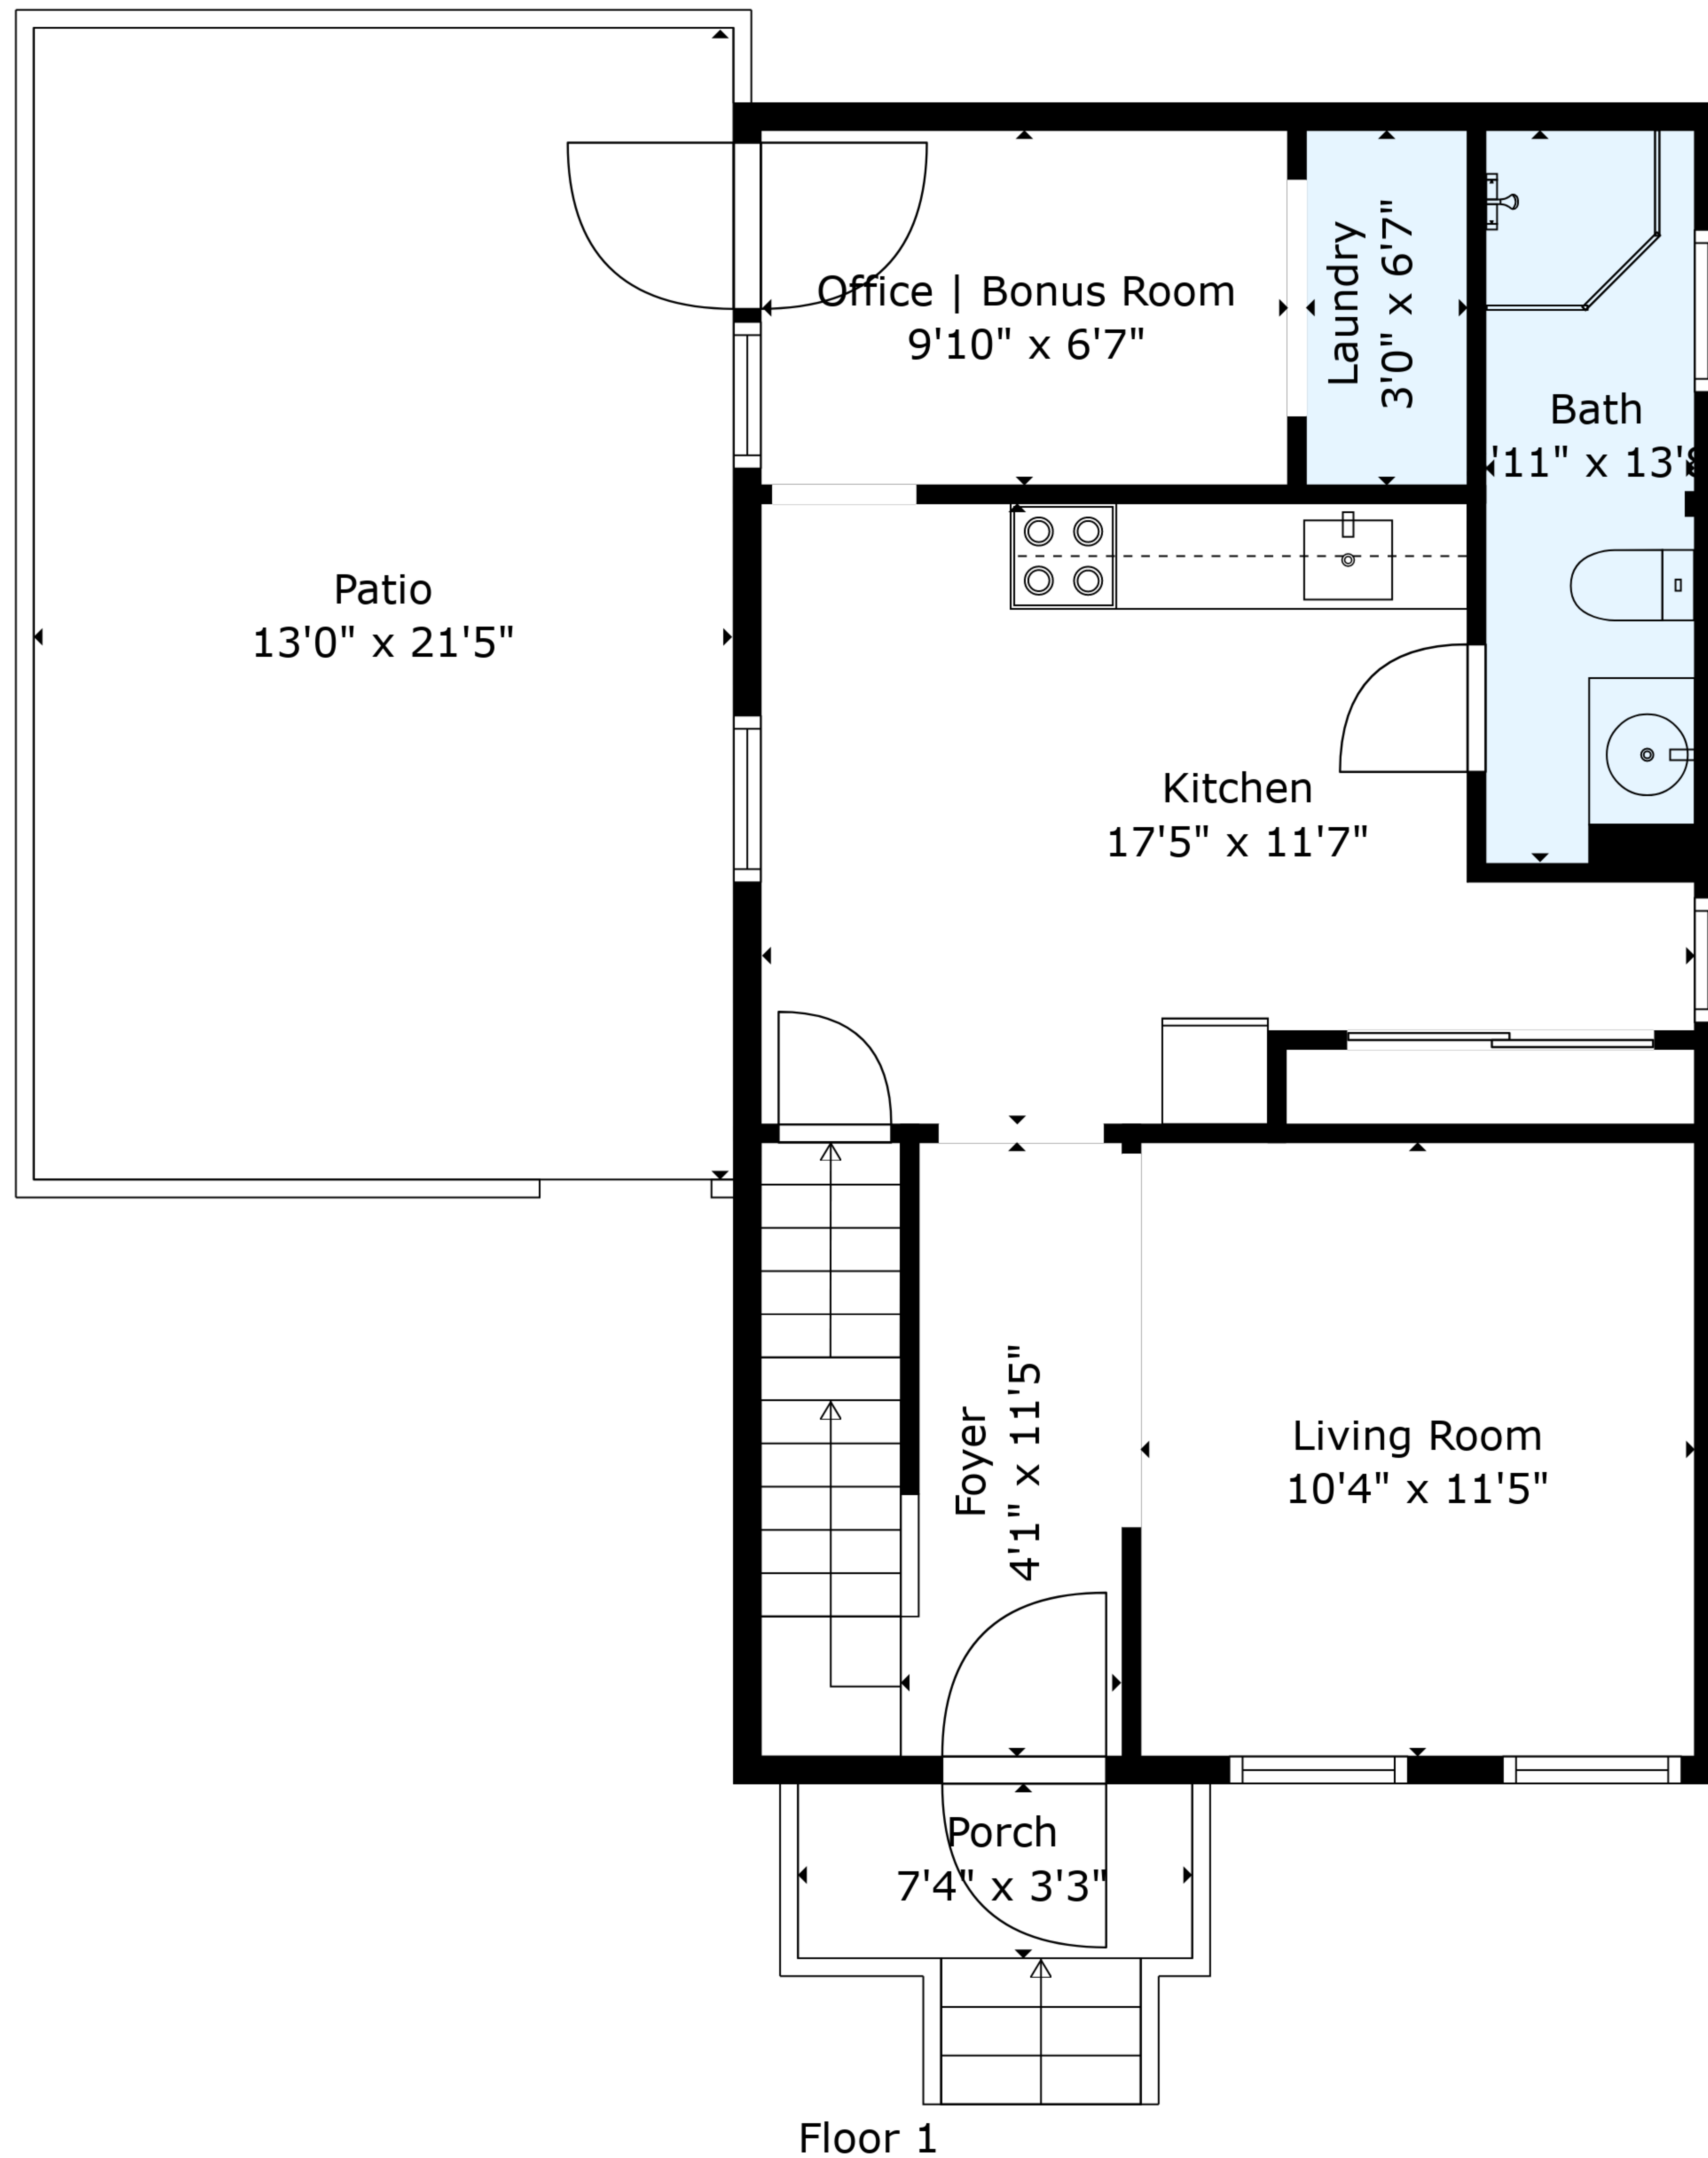 Office | Bonus Room
9'10" x 6'7"
Laundry
3'0" x 6'7"
Bath
'11" x 13'
Patio
13'0" x 21'5"
Kitchen
17'5" x 11'7"
Foyer
4'1" x 11'5"
Living Room
10'4" x 11'5"
Porch
7'4" x 3'3"
Floor 1